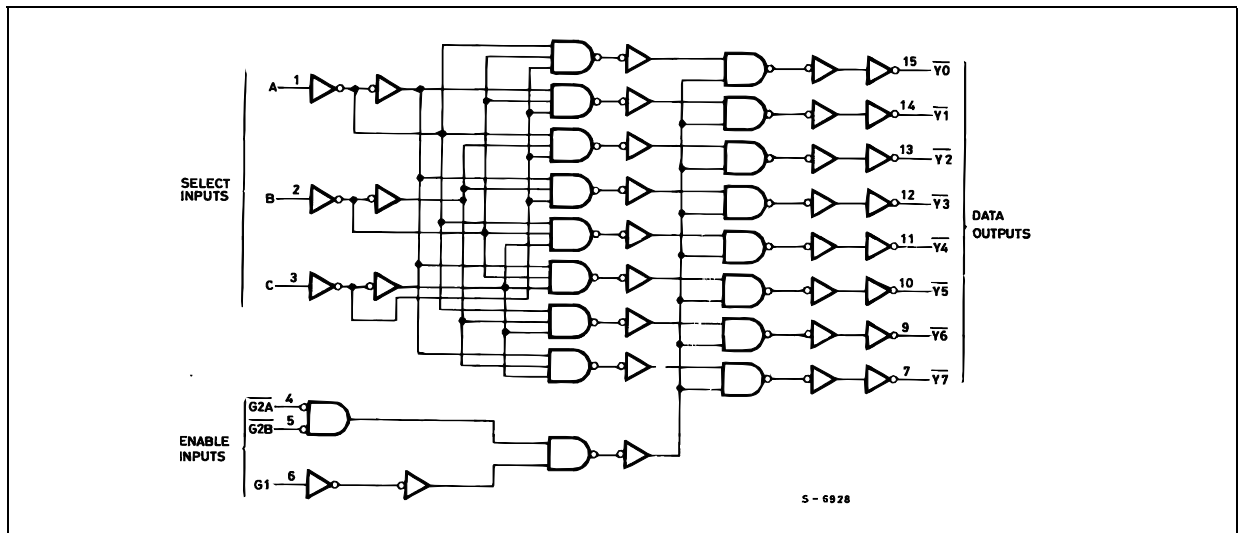 A 1
B 2
C 3
SELECT
INPUTS
G2A 4
G2B 5
G1 6
ENABLE
INPUTS
15 Y0
14 Y1
13 Y2
12 Y3
11 Y4
10 Y5
9 Y6
7 Y7
DATA
OUTPUTS
S-6928